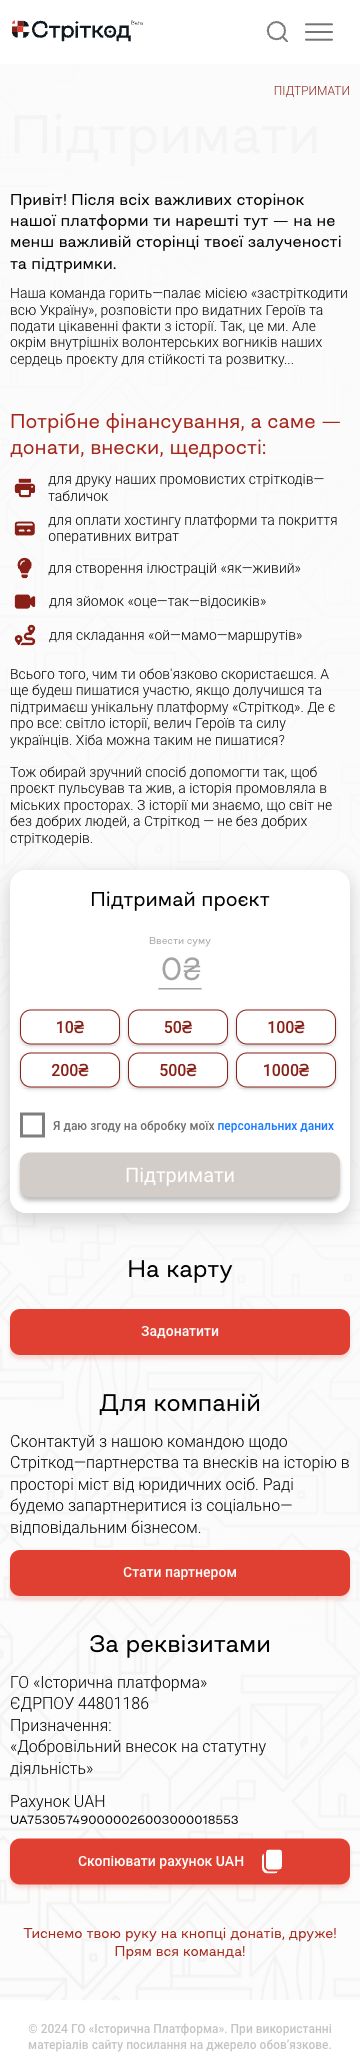 Стріткод Beta
ПІДТРИМАТИ
Підтримати
Привіт! Після всіх важливих сторінок
нашої платформи ти нарешті тут — на не
менш важливій сторінці твоєї залученості
та підтримки.
Наша команда горить—палає місією «застріткодити
всю Україну», розповісти про видатних Героїв та
подати цікавенні факти з історії. Так, це ми. Але
окрім внутрішніх волонтерських вогників наших
сердець проєкту для стійкості та розвитку...
Потрібне фінансування, а саме —
донати, внески, щедрості:
для друку наших промовистих стріткодів—
табличок
для оплати хостингу платформи та покриття
оперативних витрат
для створення ілюстрацій «як—живий»
для зйомок «оце—так—відосиків»
для складання «ой—мамо—маршрутів»
Всього того, чим ти обов'язково скористаєшся. А
ще будеш пишатися участю, якщо долучишся та
підтримаєш унікальну платформу «Стріткод». Де є
про все: світло історії, велич Героїв та силу
українців. Хіба можна таким не пишатися?
Тож обирай зручний спосіб допомогти так, щоб
проєкт пульсував та жив, а історія промовляла в
міських просторах. З історії ми знаємо, що світ не
без добрих людей, а Стріткод — не без добрих
стріткодерів.
Підтримай проєкт
Ввести суму
0₴
10₴ 50₴ 100₴
200₴ 500₴ 1000₴
Я даю згоду на обробку моїх персональних даних
Підтримати
На карту
Задонатити
Для компаній
Сконтактуй з нашою командою щодо
Стріткод—партнерства та внесків на історію в
просторі міст від юридичних осіб. Раді
будемо запартнеритися із соціально—
відповідальним бізнесом.
Стати партнером
За реквізитами
ГО «Історична платформа»
ЄДРПОУ 44801186
Призначення:
«Добровільний внесок на статутну
діяльність»
Рахунок UAH
UA753057490000026003000018553
Скопіювати рахунок UAH
Тиснемо твою руку на кнопці донатів, друже!
Прям вся команда!
© 2024 ГО «Історична Платформа». При використанні
матеріалів сайту посилання на джерело обов'язкове.